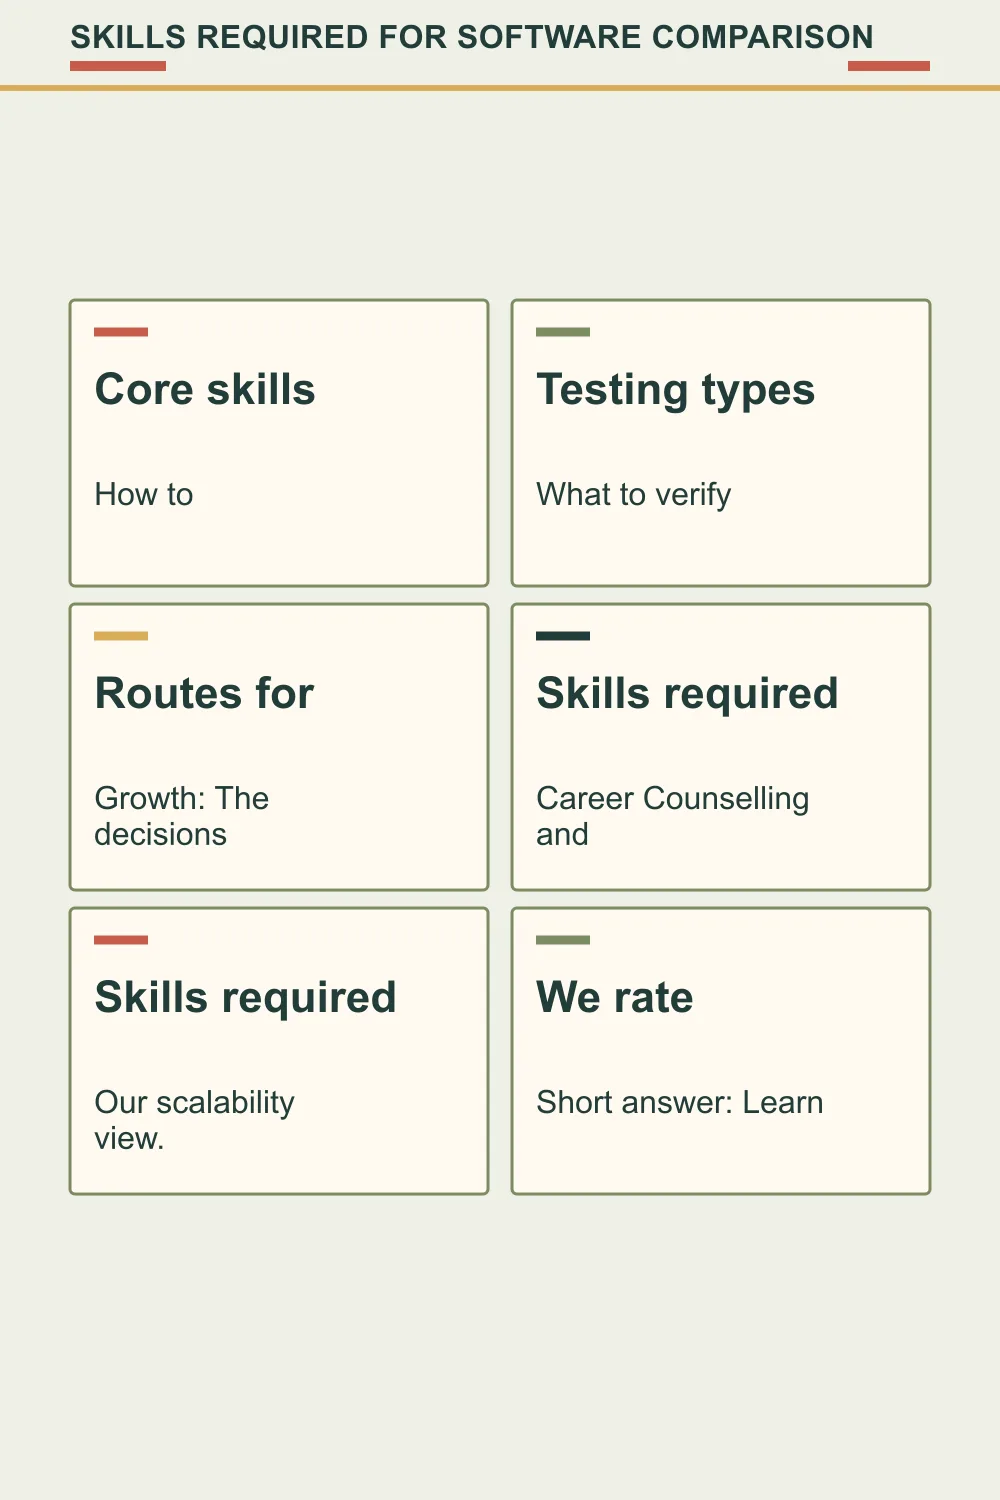 SKILLS REQUIRED FOR SOFTWARE COMPARISON
Core skills
How to
Testing types
What to verify
Routes for
Growth: The
decisions
Skills required
Career Counselling
and
Skills required
Our scalability
view.
We rate
Short answer: Learn